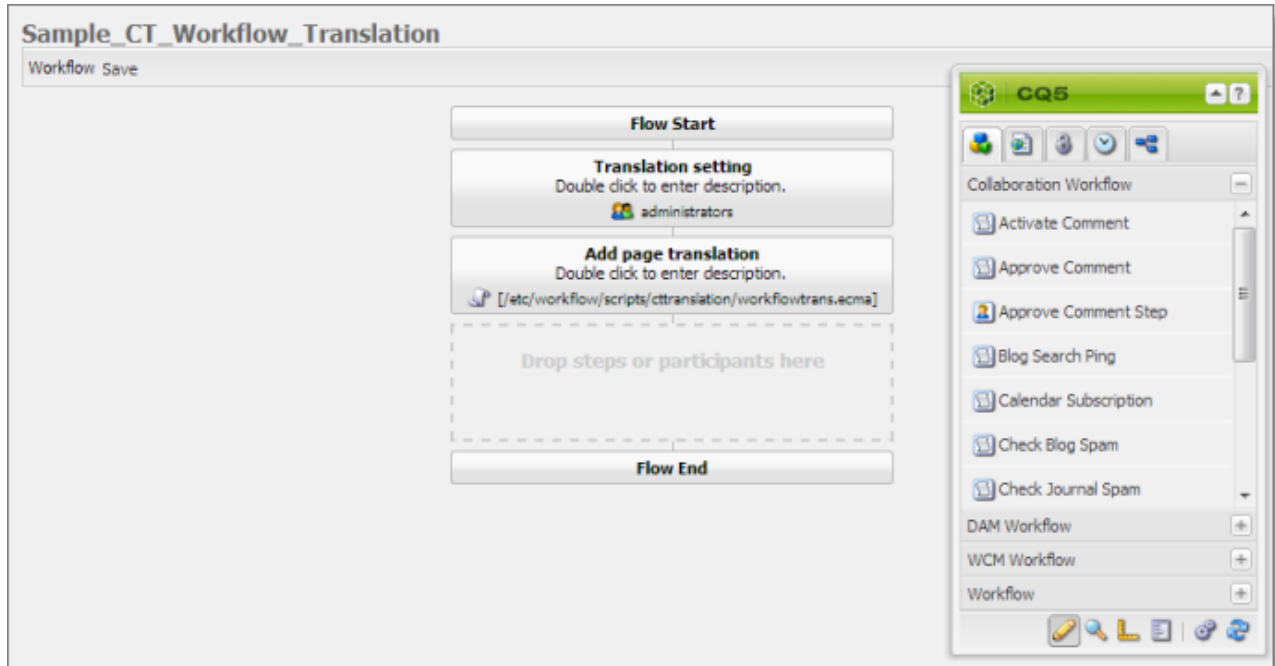 Sample_CT_Workflow_Translation
Workflow Save
Flow Start
Translation setting
Double click to enter description.
administrators
Add page translation
Double click to enter description.
[/etc/workflow/scripts/cttranslation/workflowtrans.ecma]
Drop steps or participants here
Flow End
CQ5
?
Collaboration Workflow
Activate Comment
Approve Comment
Approve Comment Step
Blog Search Ping
Calendar Subscription
Check Blog Spam
Check Journal Spam
DAM Workflow
WCM Workflow
Workflow